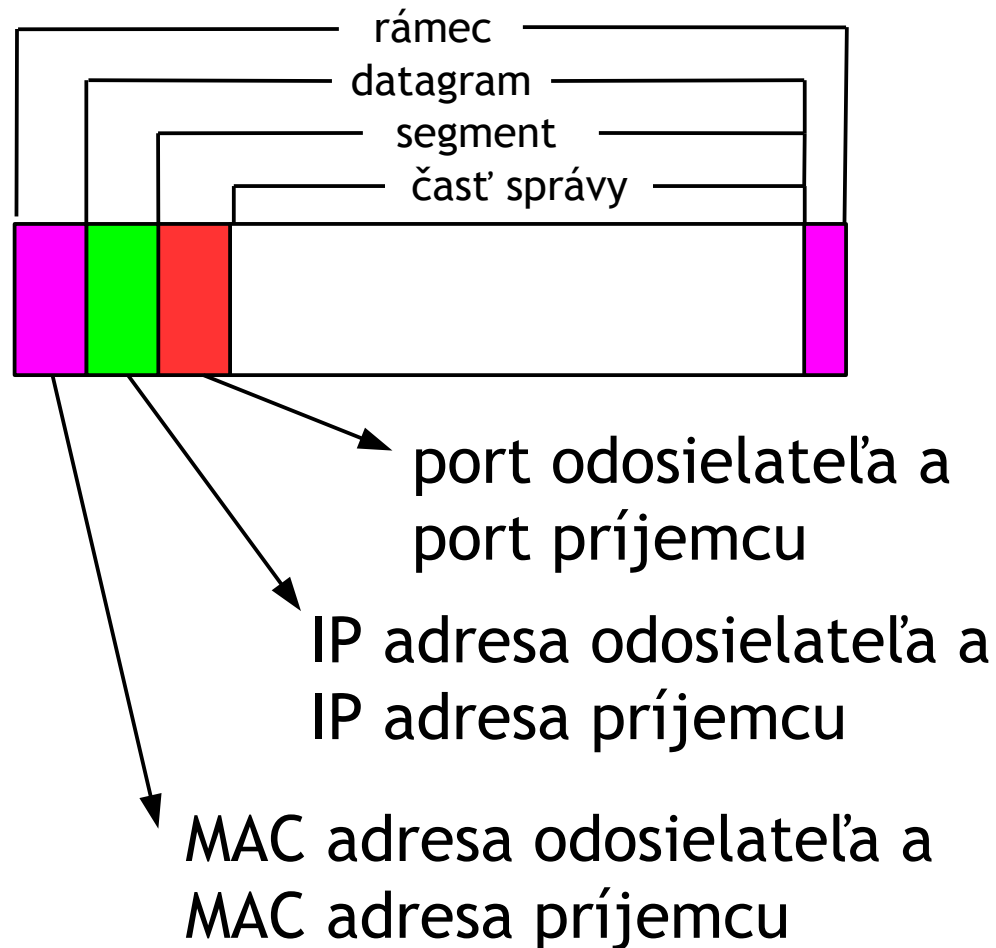 rámec
datagram
segment
časť správy
port odosielateľa a
port príjemcu
IP adresa odosielateľa a
IP adresa príjemcu
MAC adresa odosielateľa a
MAC adresa príjemcu